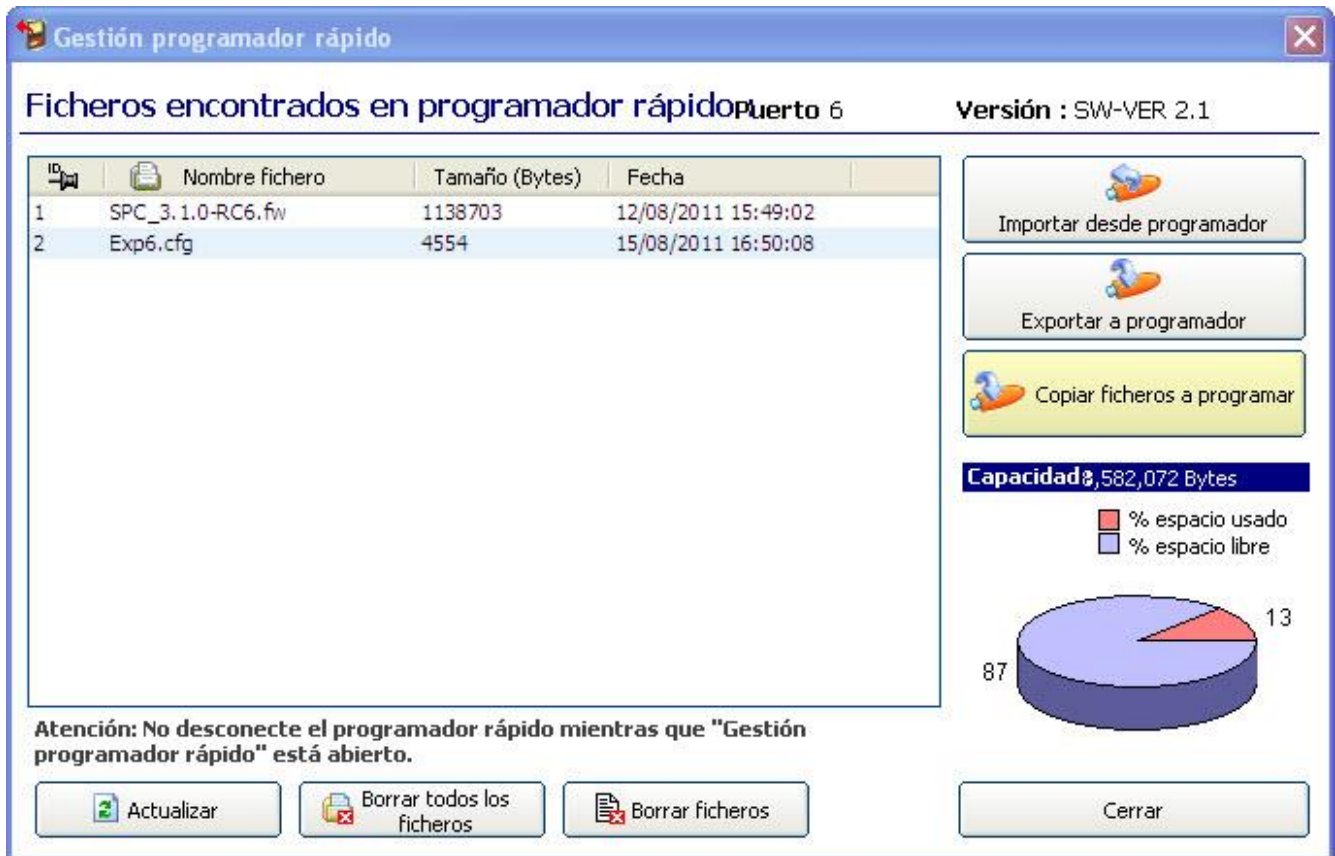 Gestión programador rápido
Ficheros encontrados en programador rápido Puerto 6 Versión : SW-VER 2.1
ID Nombre fichero Tamaño (Bytes) Fecha
1 SPC_3.1.0-RC6.fw 1138703 12/08/2011 15:49:02
2 Exp6.cfg 4554 15/08/2011 16:50:08
Importar desde programador
Exportar a programador
Copiar ficheros a programar
Capacidad 8,582,072 Bytes
% espacio usado
% espacio libre
13
87
Atención: No desconecte el programador rápido mientras que "Gestión
programador rápido" está abierto.
Actualizar
Borrar todos los
ficheros
Borrar ficheros
Cerrar